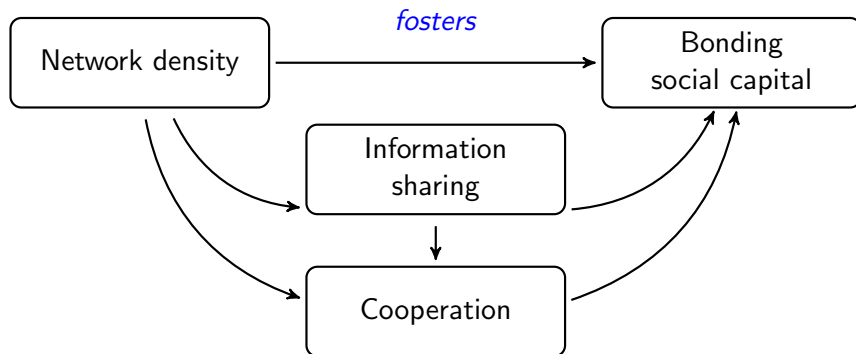 fosters
Network density
Bonding
social capital
Information
sharing
Cooperation